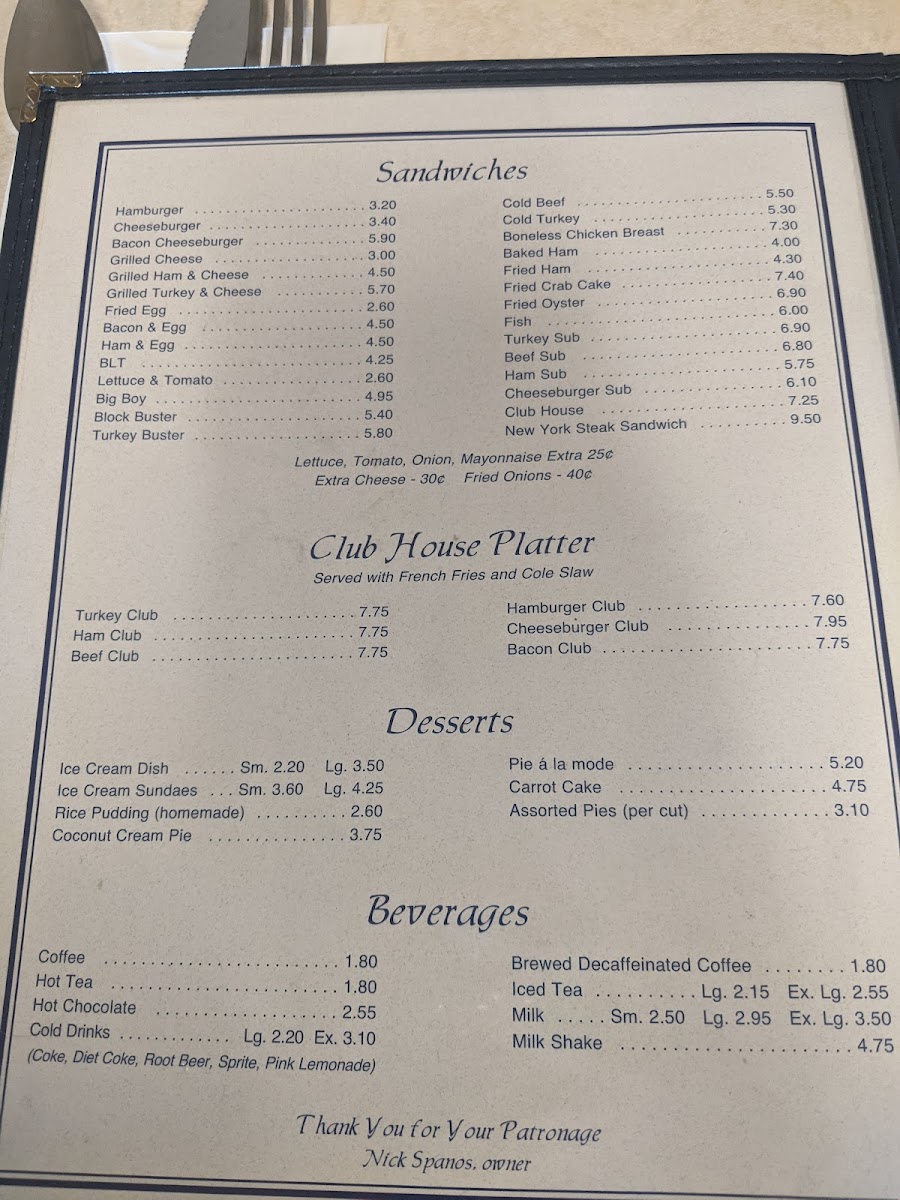 Sandwiches
Hamburger .................... 3.20
Cheeseburger .................... 3.40
Bacon Cheeseburger .............. 5.90
Grilled Cheese .................... 3.00
Grilled Ham & Cheese ............. 4.50
Grilled Turkey & Cheese ........... 5.70
Fried Egg ....................... 2.60
Bacon & Egg .................... 4.50
Ham & Egg ...................... 4.50
BLT ............................ 4.25
Lettuce & Tomato ................. 2.60
Big Boy ......................... 4.95
Block Buster ..................... 5.40
Turkey Buster .................... 5.80
Cold Beef ....................... 5.50
Cold Turkey ..................... 5.30
Boneless Chicken Breast .......... 7.30
Baked Ham ..................... 4.00
Fried Ham ...................... 4.30
Fried Crab Cake ................. 7.40
Fried Oyster .................... 6.90
Fish ........................... 6.00
Turkey Sub ..................... 6.90
Beef Sub ....................... 6.80
Ham Sub ....................... 5.75
Cheeseburger Sub ............... 6.10
Club House ..................... 7.25
New York Steak Sandwich .......... 9.50
Lettuce, Tomato, Onion, Mayonnaise Extra 25¢
Extra Cheese - 30¢ Fried Onions - 40¢
Club House Platter
Served with French Fries and Cole Slaw
Turkey Club ..................... 7.75
Ham Club ....................... 7.75
Beef Club ....................... 7.75
Hamburger Club .................. 7.60
Cheeseburger Club ............... 7.95
Bacon Club ...................... 7.75
Desserts
Ice Cream Dish ...... Sm. 2.20 Lg. 3.50
Ice Cream Sundaes ... Sm. 3.60 Lg. 4.25
Rice Pudding (homemade) .......... 2.60
Coconut Cream Pie ................ 3.75
Pie á la mode .................... 5.20
Carrot Cake ..................... 4.75
Assorted Pies (per cut) ............. 3.10
Beverages
Coffee ......................... 1.80
Hot Tea ........................ 1.80
Hot Chocolate ................... 2.55
Cold Drinks ............. Lg. 2.20 Ex. 3.10
(Coke, Diet Coke, Root Beer, Sprite, Pink Lemonade)
Brewed Decaffeinated Coffee ........ 1.80
Iced Tea .......... Lg. 2.15 Ex. Lg. 2.55
Milk ..... Sm. 2.50 Lg. 2.95 Ex. Lg. 3.50
Milk Shake ....................... 4.75
Thank You for Your Patronage
Nick Spanos, owner